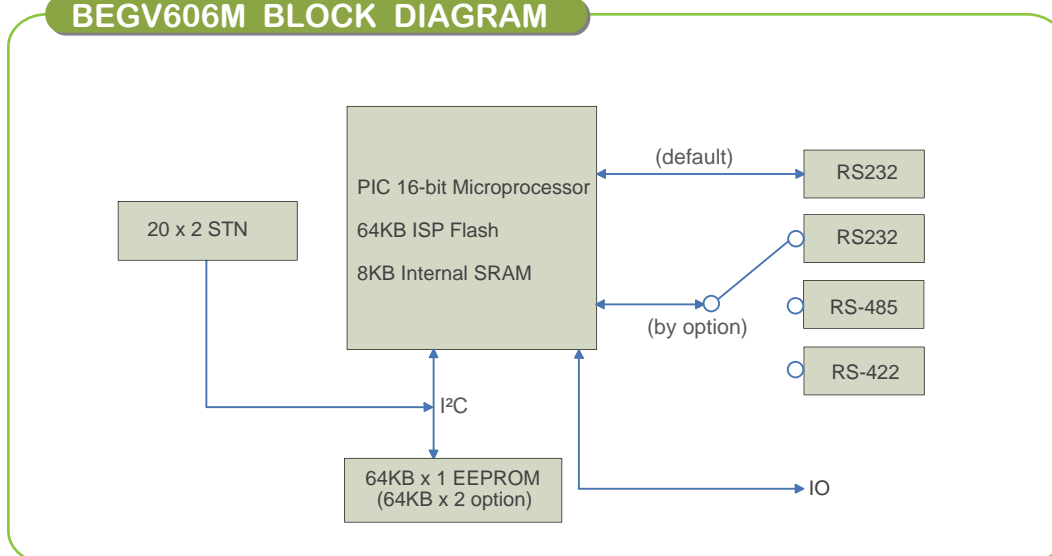 BEGV606M BLOCK DIAGRAM
PIC 16-bit Microprocessor
64KB ISP Flash
8KB Internal SRAM
20 x 2 STN
(default)
RS232
RS232
(by option)
RS-485
RS-422
I²C
64KB x 1 EEPROM
(64KB x 2 option)
IO